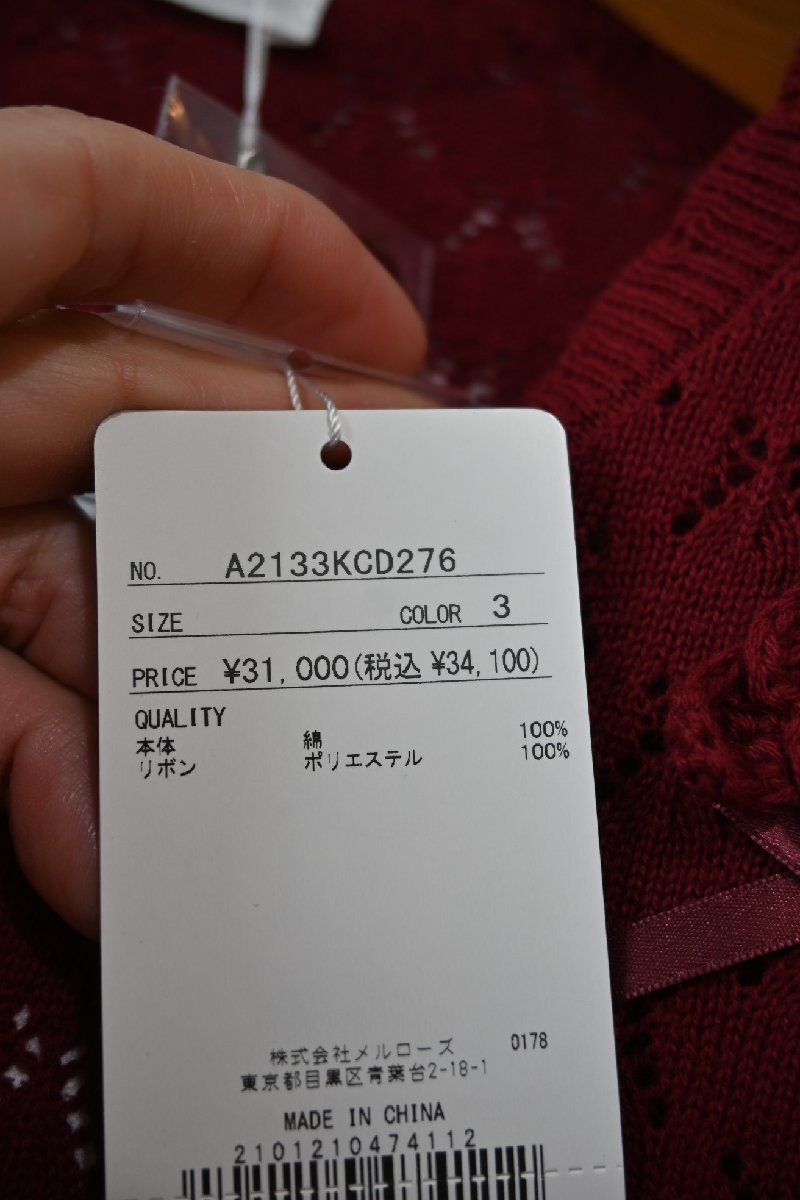 NO. A2133KCD276
SIZE COLOR 3
PRICE ¥31,000(税込 ¥34,100)
QUALITY
本体 綿 100%
リボン ポリエステル 100%
株式会社メルローズ 0178
東京都目黒区青葉台2-18-1
MADE IN CHINA
2101210474112